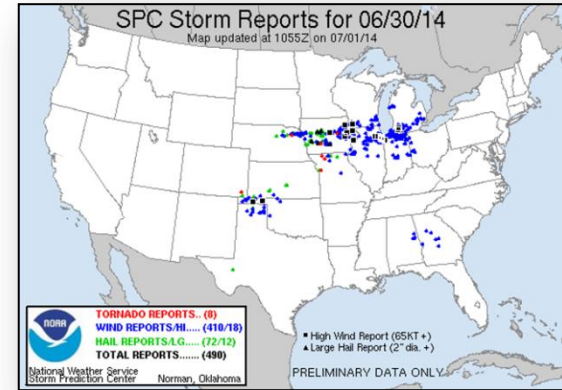 SPC Storm Reports for 06/30/14
Map updated at 1055Z on 07/01/14
NOAA
TORNADO REPORTS.. (8)
WIND REPORTS/HI..... (410/18)
HAIL REPORTS/LG..... (72/12)
TOTAL REPORTS....... (490)
National Weather Service
Storm Prediction Center Norman, Oklahoma
High Wind Report (65KT +)
Large Hail Report (2" dia. +)
PRELIMINARY DATA ONLY